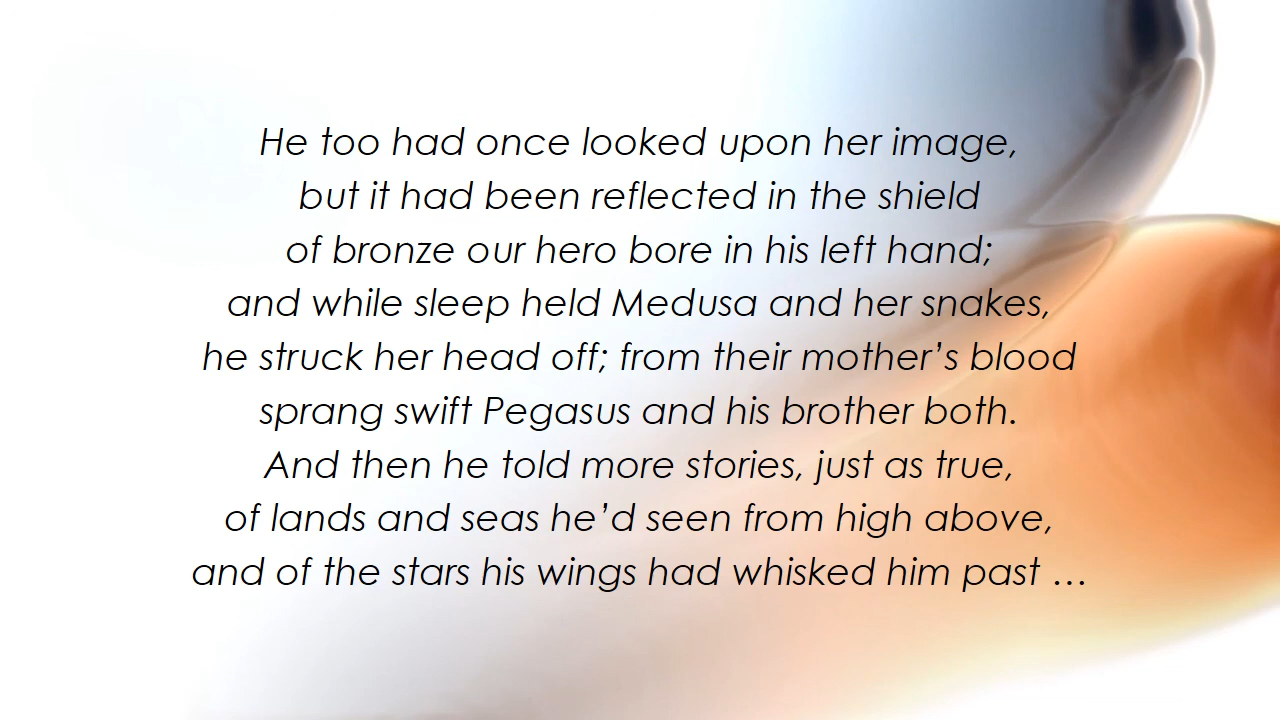 He too had once looked upon her image,
but it had been reflected in the shield
of bronze our hero bore in his left hand;
and while sleep held Medusa and her snakes,
he struck her head off; from their mother’s blood
sprang swift Pegasus and his brother both.
And then he told more stories, just as true,
of lands and seas he’d seen from high above,
and of the stars his wings had whisked him past …